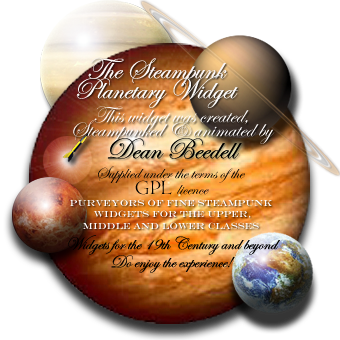 The Steampunk
Planetary Widget
This widget was created,
Steampunked & animated by
Dean Beedell
Supplied under the terms of the
GPL licence
PURVEYORS OF FINE STEAMPUNK
WIDGETS FOR THE UPPER,
MIDDLE AND LOWER CLASSES.
Widgets for the 19th Century and beyond
Do enjoy the experience!